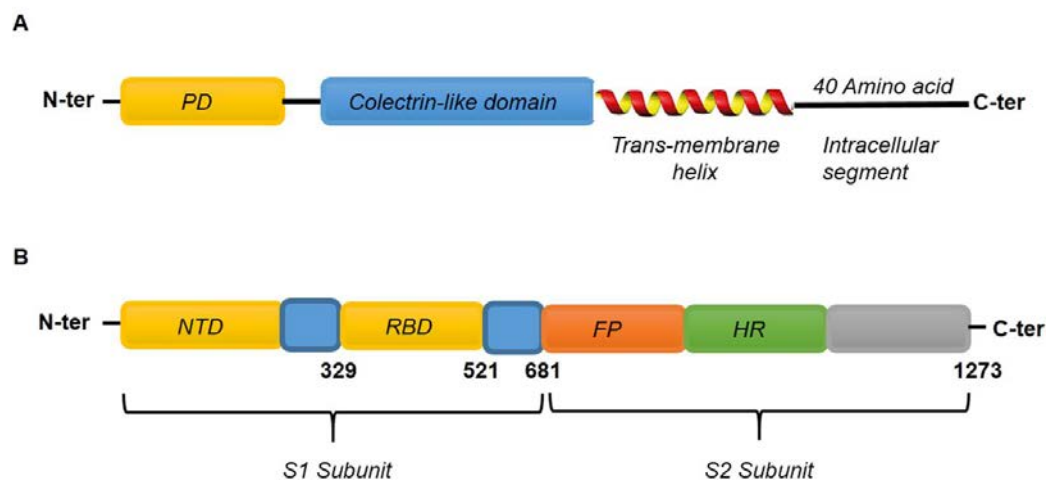 A
N-ter
PD
Colectrin-like domain
40 Amino acid
C-ter
Trans-membrane
helix
Intracellular
segment
B
N-ter
NTD
RBD
FP
HR
C-ter
329
521
681
1273
S1 Subunit
S2 Subunit